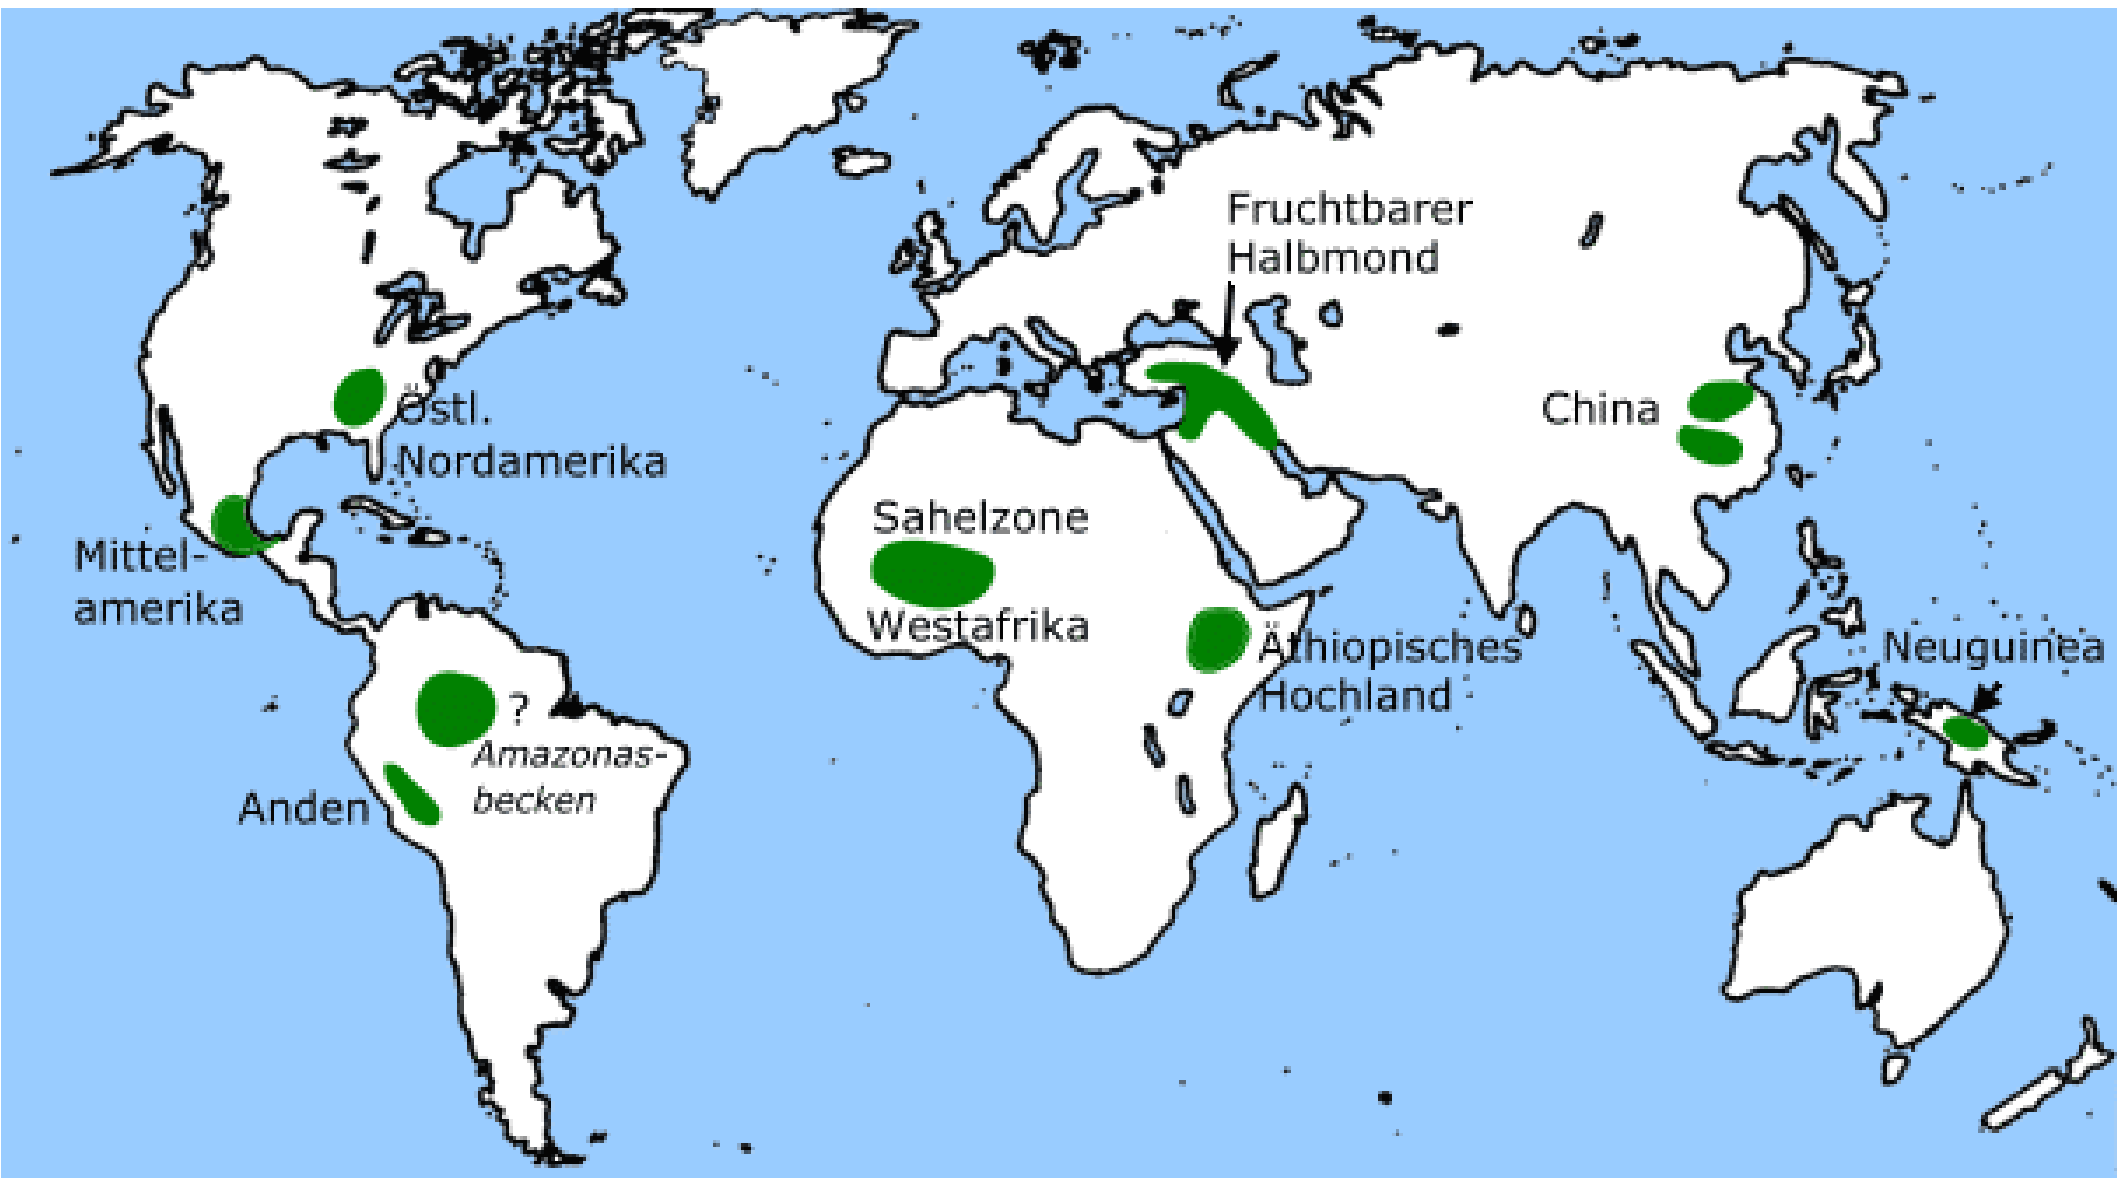 Fruchtbarer
Halbmond
Östl.
Nordamerika
China
Mittel-
amerika
Sahelzone
Westafrika
Äthiopisches
Hochland
Neuguinea
?
Amazonas-
becken
Anden